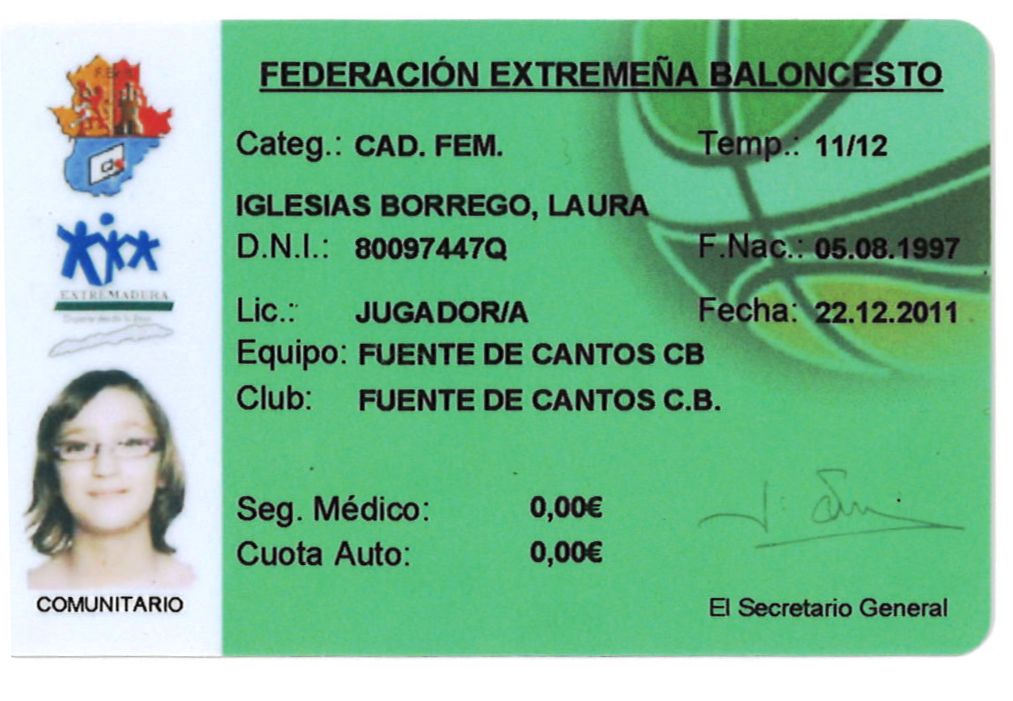 FEDERACIÓN EXTREMEÑA BALONCESTO
Categ.: CAD. FEM. Temp.: 11/12
IGLESIAS BORREGO, LAURA
D.N.I.: 80097447Q F.Nac.: 05.08.1997
Lic.: JUGADOR/A Fecha: 22.12.2011
Equipo: FUENTE DE CANTOS CB
Club: FUENTE DE CANTOS C.B.
Seg. Médico: 0,00€
Cuota Auto: 0,00€
El Secretario General
EXTREMADURA
COMUNITARIO